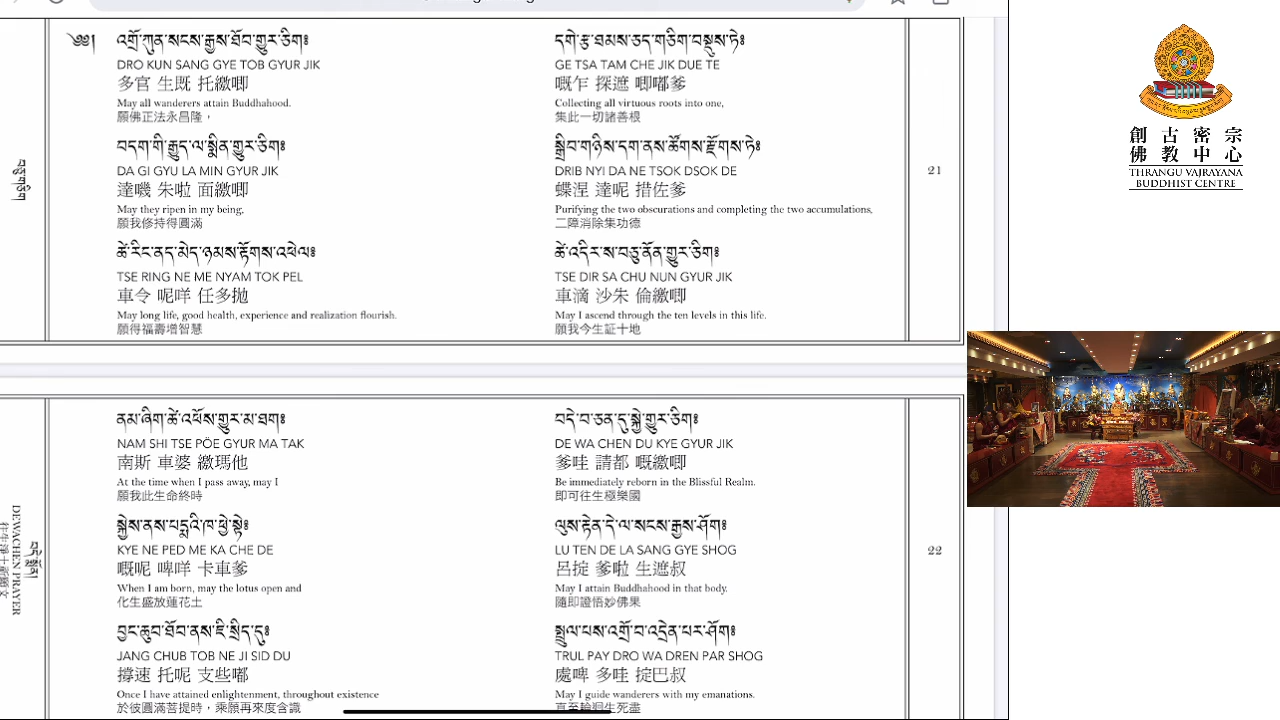 ༄༅། འགྲོ་ཀུན་སངས་རྒྱས་ཐོབ་གྱུར་ཅིག༔
DRO KUN SANG GYE TOB GYUR JIK
多官 生既 托繳唧
May all wanderers attain Buddhahood.
願佛正法永昌隆，
དགེ་རྩ་ཐམས་ཅད་གཅིག་བསྡུས་ཏེ༔
GE TSA TAM CHE JIK DUE TE
嘅乍 探遮 唧嘟爹
Collecting all virtuous roots into one,
集此一切諸善根
བདག་གི་རྒྱུད་ལ་སྨིན་གྱུར་ཅིག༔
DA GI GYU LA MIN GYUR JIK
達嘰 朱啦 面繳唧
May they ripen in my being,
願我修持得圓滿
སྒྲིབ་གཉིས་དག་ནས་ཚོགས་རྫོགས་ཏེ༔
DRIB NYI DA NE TSOK DSOK DE
蝶涅 達呢 措佐爹
Purifying the two obscurations and completing the two accumulations,
二障消除集功德
ཚེ་རིང་ནད་མེད་ཉམས་རྟོགས་འཕེལ༔
TSE RING NE ME NYAM TOK PEL
車令 呢咩 任多拋
May long life, good health, experience and realization flourish.
願得福壽增智慧
ཚེ་འདིར་ས་བཅུ་ནོན་གྱུར་ཅིག༔
TSE DIR SA CHU NUN GYUR JIK
車滴 沙朱 倫繳唧
May I ascend through the ten levels in this life.
願我今生証十地
21
ནམ་ཞིག་ཚེ་འཕོས་གྱུར་མ་ཐག༔
NAM SHI TSE PÖE GYUR MA TAK
南斯 車婆 繳瑪他
At the time when I pass away, may I
願我此生命終時
བདེ་བ་ཅན་དུ་སྐྱེ་གྱུར་ཅིག༔
DE WA CHEN DU KYE GYUR JIK
爹哇 請都 嘅繳唧
Be immediately reborn in the Blissful Realm.
即可往生極樂國
སྐྱེས་ནས་པདྨའི་ཁ་ཕྱེ་སྟེ༔
KYE NE PED ME KA CHE DE
嘅呢 啤咩 卡車爹
When I am born, may the lotus open and
化生盛放蓮花土
ལུས་རྟེན་དེ་ལ་སངས་རྒྱས་ཤོག༔
LU TEN DE LA SANG GYE SHOG
呂掟 爹啦 生遮叔
May I attain Buddhahood in that body.
隨即證悟妙佛果
བྱང་ཆུབ་ཐོབ་ནས་ཇི་སྲིད་དུ༔
JANG CHUB TOB NE JI SID DU
撐速 托呢 支些嘟
Once I have attained enlightenment, throughout existence
於彼圓滿菩提時，乘願再來度含識
སྤྲུལ་པས་འགྲོ་བ་འདྲེན་པར་ཤོག༔
TRUL PAY DRO WA DREN PAR SHOG
處啤 多哇 掟巴叔
May I guide wanderers with my emanations.
直至輪迴生死盡
22
DEWACHEN PRAYER
創古密宗
佛教中心
THRANGU VAJRAYANA
BUDDHIST CENTRE